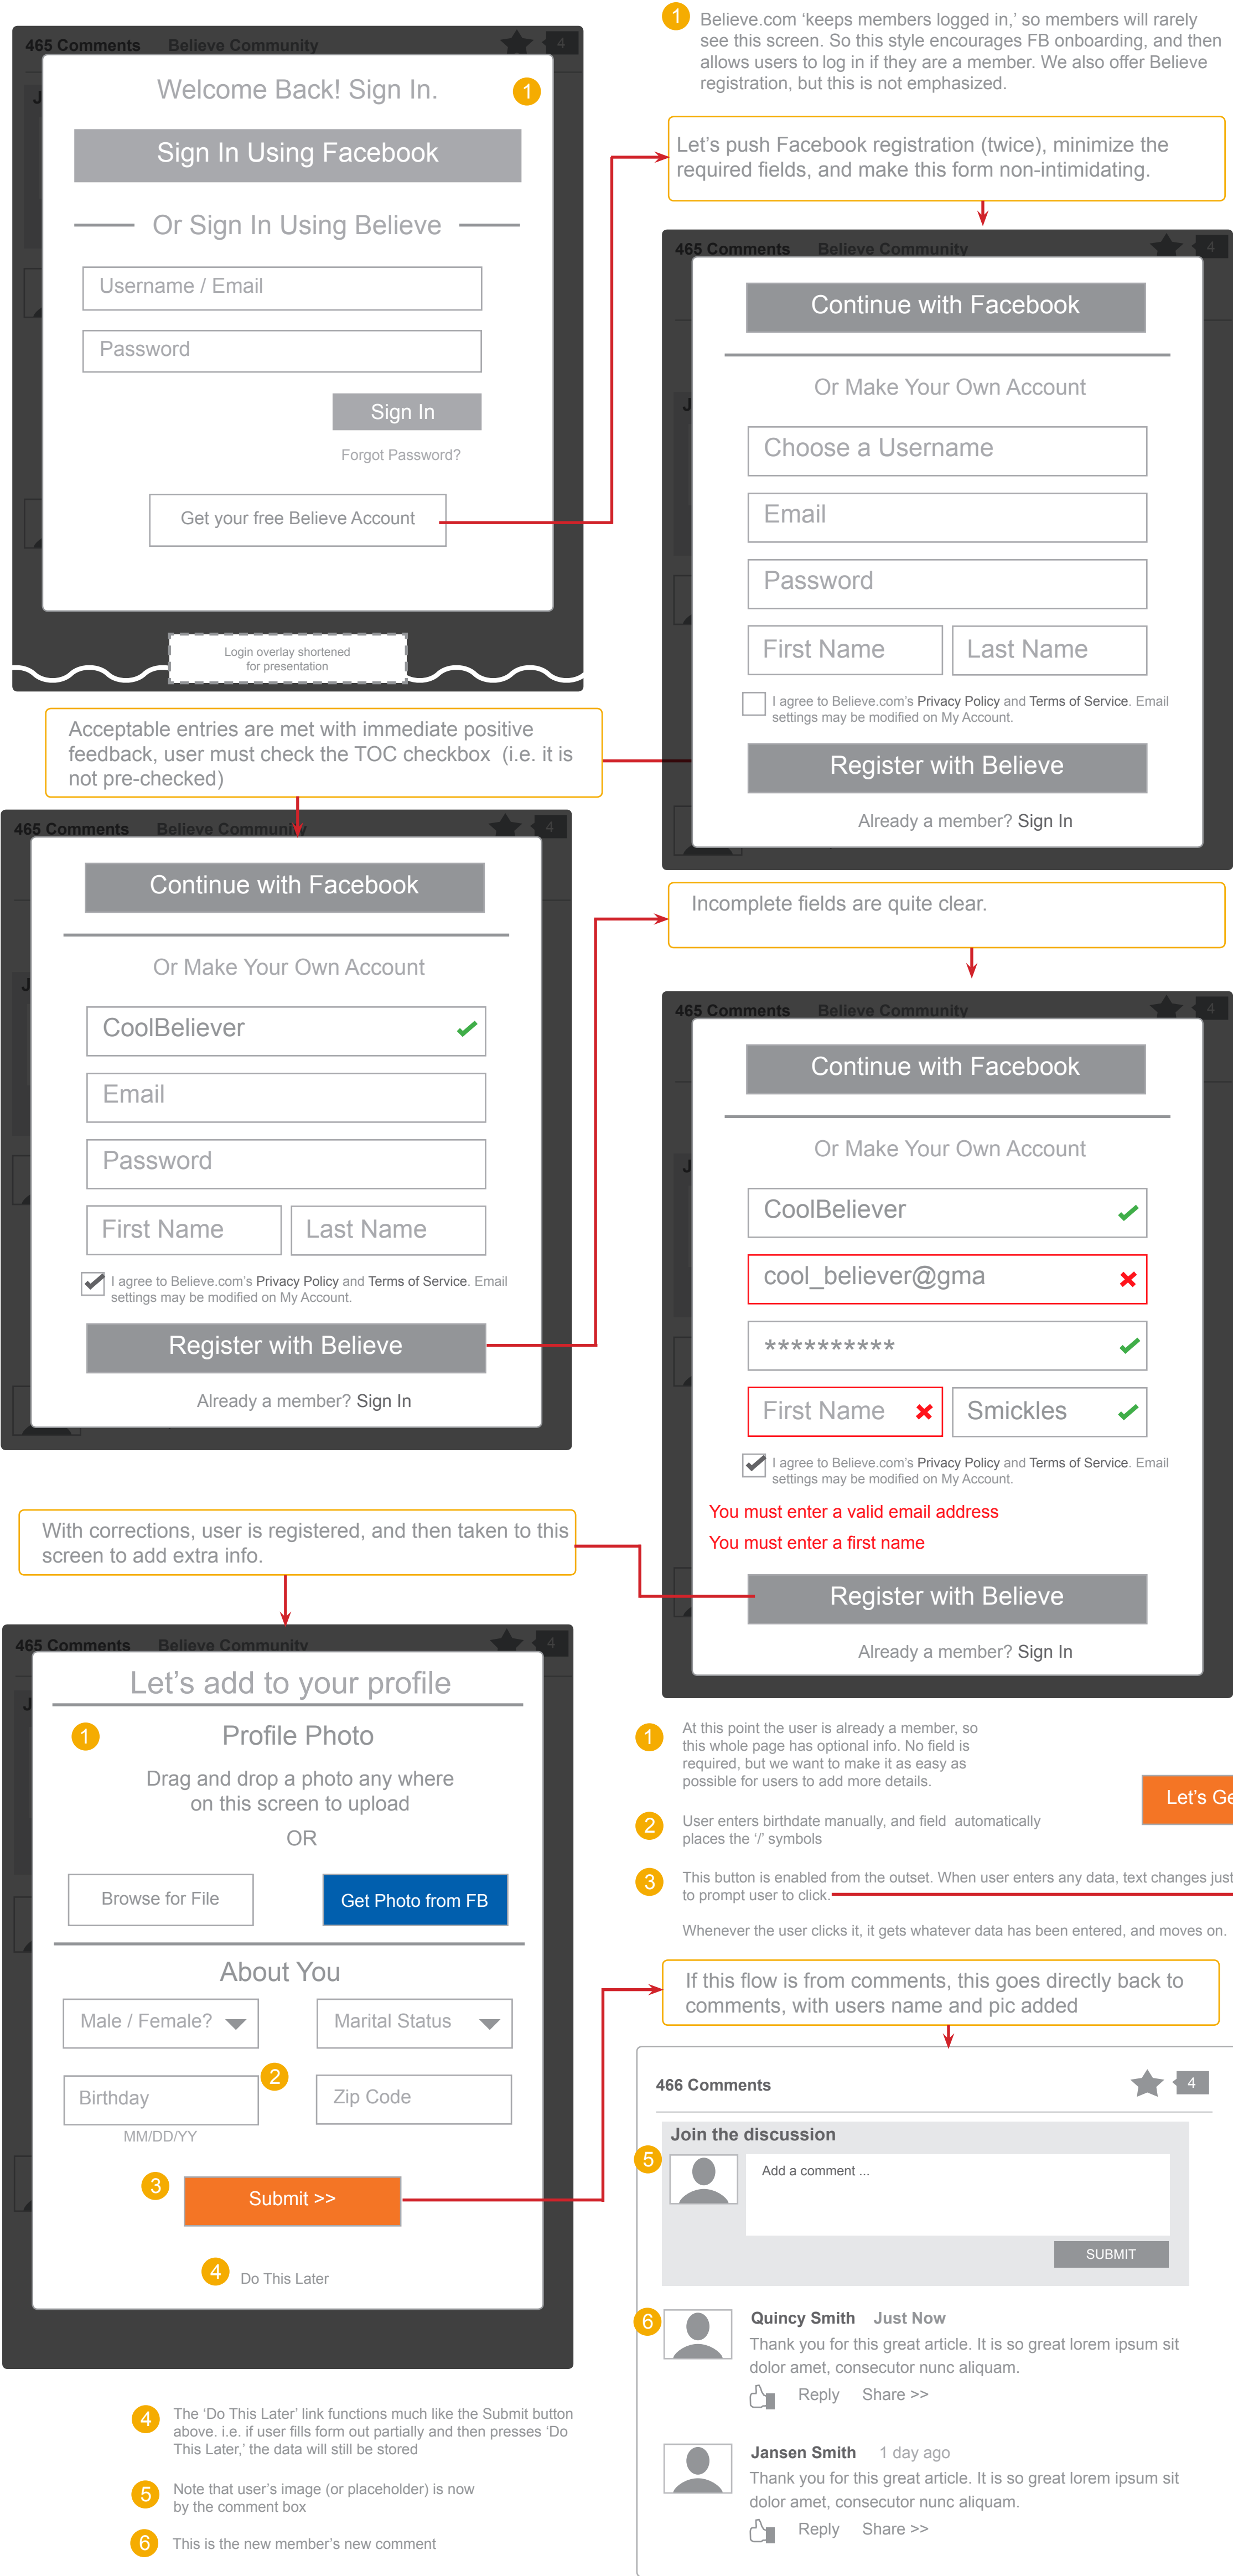 465 Comments Believe Community 4
Welcome Back! Sign In.
1
Sign In Using Facebook
Or Sign In Using Believe
Username / Email
Password
Sign In
Forgot Password?
Get your free Believe Account
Login overlay shortened
for presentation
1
Believe.com ‘keeps members logged in,’ so members will rarely
see this screen. So this style encourages FB onboarding, and then
allows users to log in if they are a member. We also offer Believe
registration, but this is not emphasized.
Let’s push Facebook registration (twice), minimize the
required fields, and make this form non-intimidating.
465 Comments Believe Community 4
Continue with Facebook
Or Make Your Own Account
Choose a Username
Email
Password
First Name Last Name
I agree to Believe.com’s Privacy Policy and Terms of Service. Email
settings may be modified on My Account.
Register with Believe
Already a member? Sign In
Acceptable entries are met with immediate positive
feedback, user must check the TOC checkbox (i.e. it is
not pre-checked)
465 Comments Believe Community 4
Continue with Facebook
Or Make Your Own Account
CoolBeliever
Email
Password
First Name Last Name
I agree to Believe.com’s Privacy Policy and Terms of Service. Email
settings may be modified on My Account.
Register with Believe
Already a member? Sign In
Incomplete fields are quite clear.
465 Comments Believe Community 4
Continue with Facebook
Or Make Your Own Account
CoolBeliever
cool_believer@gma
**********
First Name Smickles
I agree to Believe.com’s Privacy Policy and Terms of Service. Email
settings may be modified on My Account.
You must enter a valid email address
You must enter a first name
Register with Believe
Already a member? Sign In
With corrections, user is registered, and then taken to this
screen to add extra info.
465 Comments Believe Community 4
Let’s add to your profile
1
Profile Photo
Drag and drop a photo any where
on this screen to upload
OR
Browse for File Get Photo from FB
About You
Male / Female? Marital Status
2
Birthday Zip Code
MM/DD/YY
3
Submit >>
4
Do This Later
1
At this point the user is already a member, so
this whole page has optional info. No field is
required, but we want to make it as easy as
possible for users to add more details.
Let’s Ge
2
User enters birthdate manually, and field automatically
places the ‘/’ symbols
3
This button is enabled from the outset. When user enters any data, text changes just
to prompt user to click.
Whenever the user clicks it, it gets whatever data has been entered, and moves on.
If this flow is from comments, this goes directly back to
comments, with users name and pic added
466 Comments 4
Join the discussion
5
Add a comment ...
SUBMIT
6
Quincy Smith Just Now
Thank you for this great article. It is so great lorem ipsum sit
dolor amet, consecutor nunc aliquam.
Reply Share >>
Jansen Smith 1 day ago
Thank you for this great article. It is so great lorem ipsum sit
dolor amet, consecutor nunc aliquam.
Reply Share >>
4
The ‘Do This Later’ link functions much like the Submit button
above. i.e. if user fills form out partially and then presses ‘Do
This Later,’ the data will still be stored
5
Note that user’s image (or placeholder) is now
by the comment box
6
This is the new member’s new comment